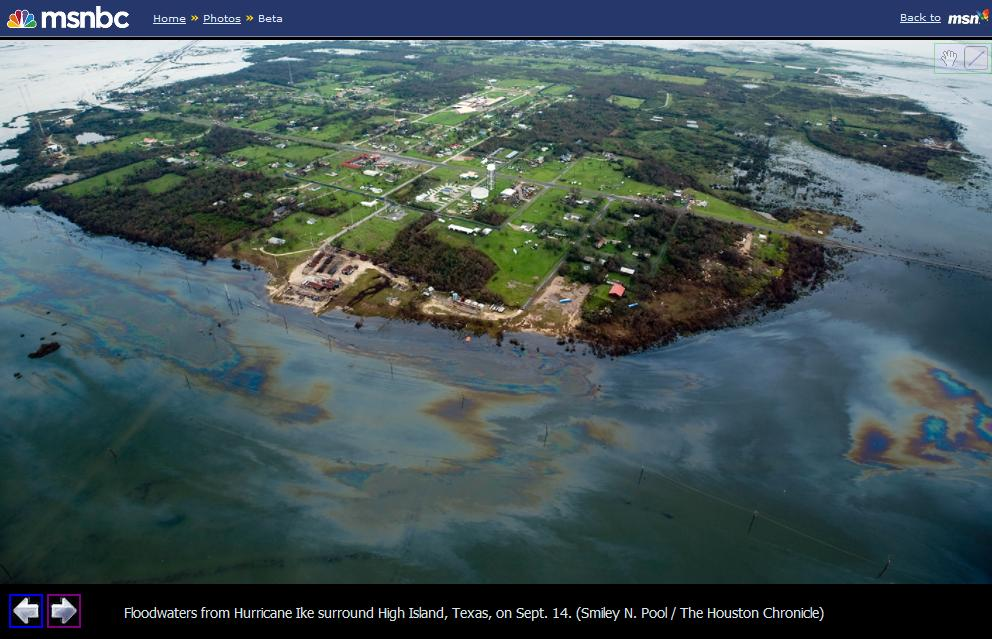 msnbc Home » Photos » Beta Back to msn
Floodwaters from Hurricane Ike surround High Island, Texas, on Sept. 14. (Smiley N. Pool / The Houston Chronicle)